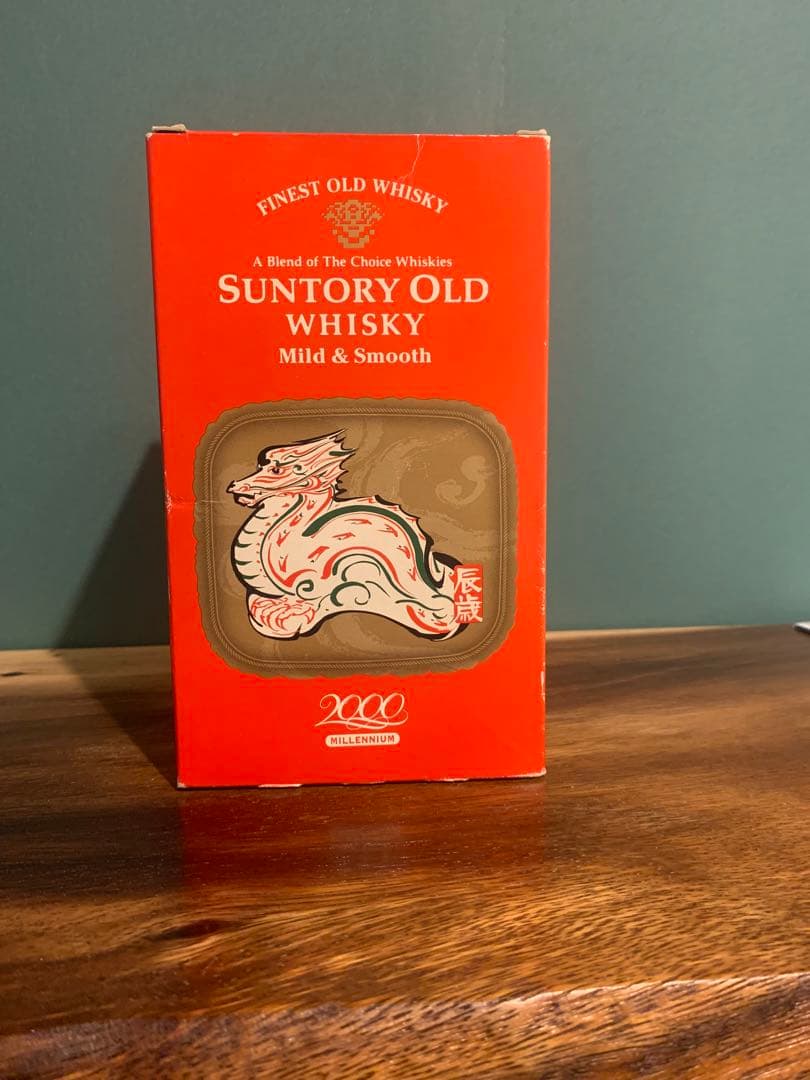 FINEST OLD WHISKY
A Blend of The Choice Whiskies
SUNTORY OLD
WHISKY
Mild & Smooth
辰歳
2000
MILLENNIUM